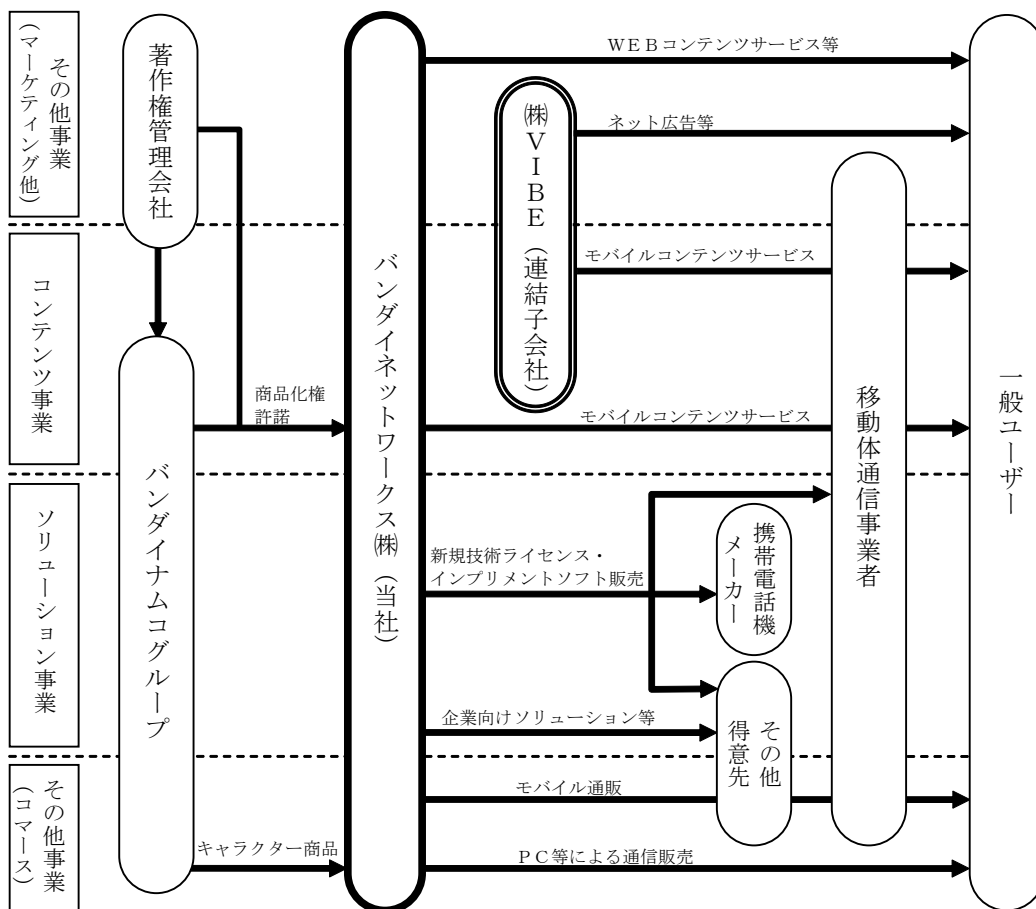 その他事業
（マーケティング他）
コンテンツ事業
ソリューション事業
その他事業
（コマース）
著作権管理会社
バンダイナムコグループ
商品化権
許諾
キャラクター商品
バンダイネットワークス㈱（当社）
ＷＥＢコンテンツサービス等
㈱ＶＩＢＥ（連結子会社）
ネット広告等
モバイルコンテンツサービス
モバイルコンテンツサービス
新規技術ライセンス・
インプリメントソフト販売
企業向けソリューション等
モバイル通販
ＰＣ等による通信販売
携帯電話機
メーカー
その他
得意先
移動体通信事業者
一般ユーザー